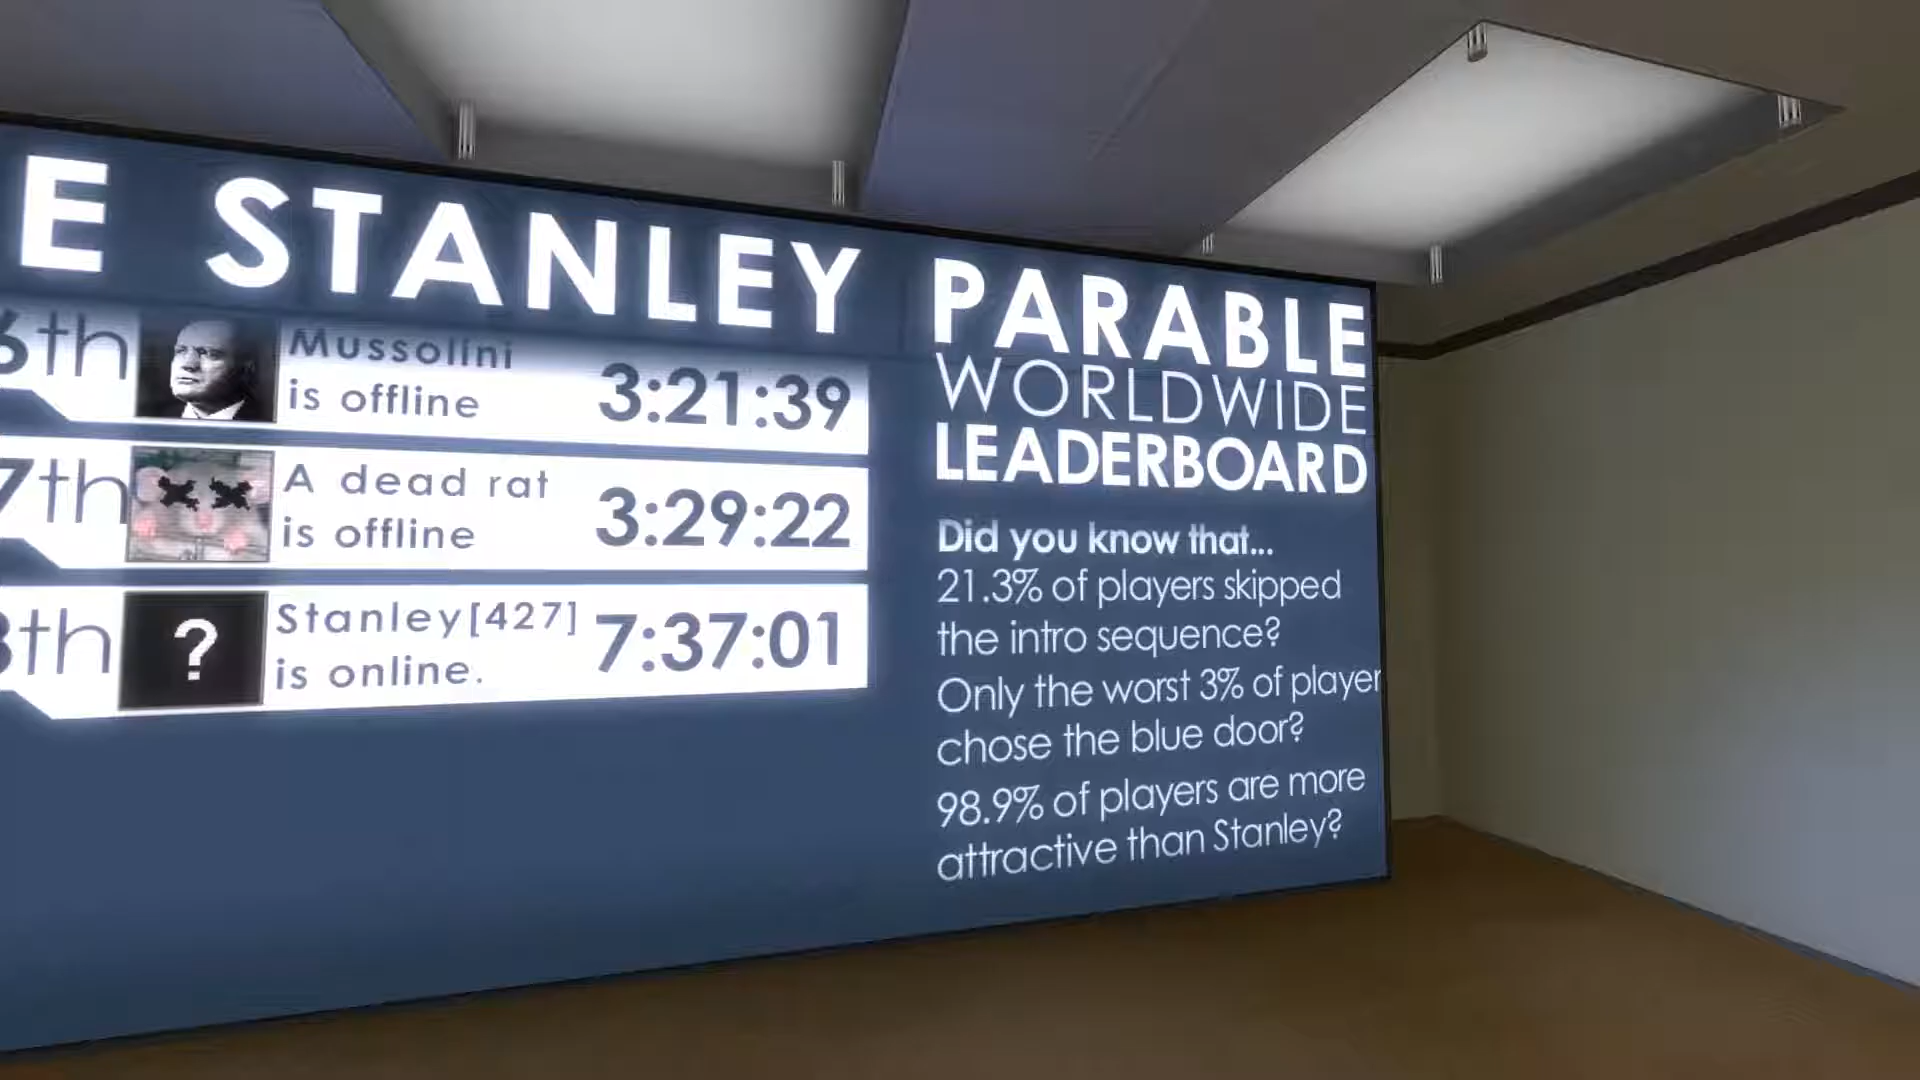 E STANLEY PARABLE
WORLDWIDE
LEADERBOARD
6th
Mussolini
is offline
3:21:39
7th
A dead rat
is offline
3:29:22
8th
?
Stanley[427]
is online.
7:37:01
Did you know that...
21.3% of players skipped
the intro sequence?
Only the worst 3% of player
chose the blue door?
98.9% of players are more
attractive than Stanley?